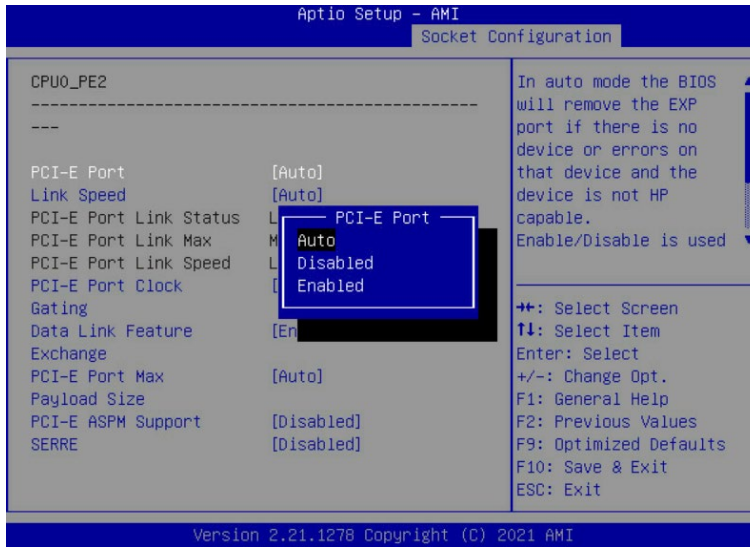 Aptio Setup – AMI
Socket Configuration
CPU0_PE2
------------------------------------------------
---
PCI-E Port [Auto]
Link Speed [Auto]
PCI-E Port Link Status L
PCI-E Port Link Max M
PCI-E Port Link Speed L
PCI-E Port Clock [
Gating
Data Link Feature [En
Exchange
PCI-E Port Max [Auto]
Payload Size
PCI-E ASPM Support [Disabled]
SERRE [Disabled]
PCI-E Port
Auto
Disabled
Enabled
In auto mode the BIOS
will remove the EXP
port if there is no
device or errors on
that device and the
device is not HP
capable.
Enable/Disable is used
→←: Select Screen
↑↓: Select Item
Enter: Select
+/-: Change Opt.
F1: General Help
F2: Previous Values
F9: Optimized Defaults
F10: Save & Exit
ESC: Exit
Version 2.21.1278 Copyright (C) 2021 AMI